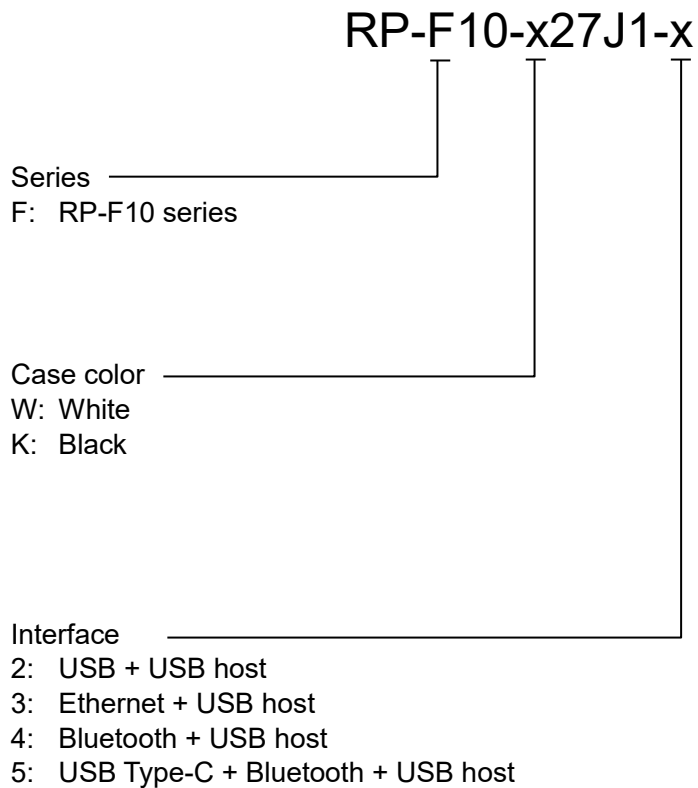 RP-F10-x27J1-x
Series
F: RP-F10 series
Case color
W: White
K: Black
Interface
2: USB + USB host
3: Ethernet + USB host
4: Bluetooth + USB host
5: USB Type-C + Bluetooth + USB host